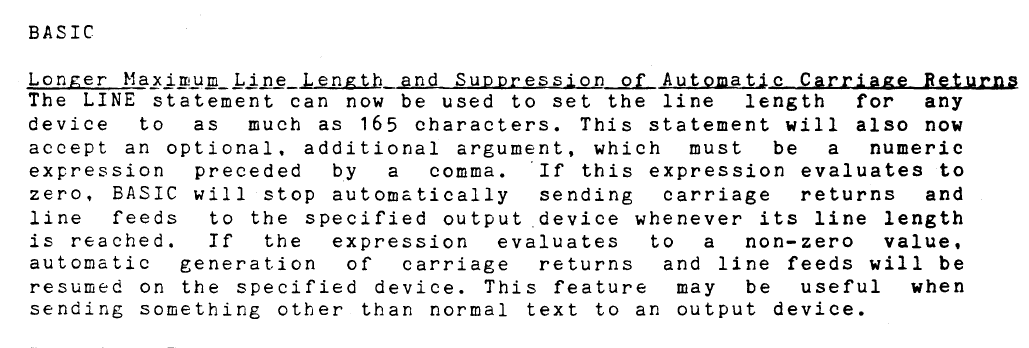 BASIC
Longer Maximum Line Length and Suppression of Automatic Carriage Returns
The LINE statement can now be used to set the line length for any
device to as much as 165 characters. This statement will also now
accept an optional, additional argument, which must be a numeric
expression preceded by a comma. If this expression evaluates to
zero, BASIC will stop automatically sending carriage returns and
line feeds to the specified output device whenever its line length
is reached. If the expression evaluates to a non-zero value,
automatic generation of carriage returns and line feeds will be
resumed on the specified device. This feature may be useful when
sending something other than normal text to an output device.